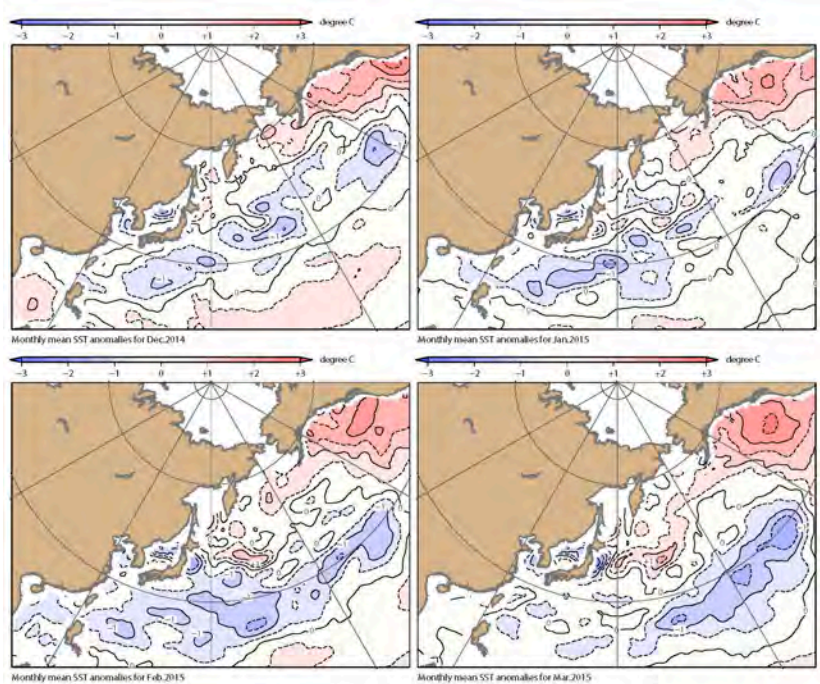 −3 −2 −1 0 +1 +2 +3 degree C
−3 −2 −1 0 +1 +2 +3 degree C
Monthly mean SST anomalies for Dec.2014
Monthly mean SST anomalies for Jan.2015
−3 −2 −1 0 +1 +2 +3 degree C
−3 −2 −1 0 +1 +2 +3 degree C
Monthly mean SST anomalies for Feb.2015
Monthly mean SST anomalies for Mar.2015